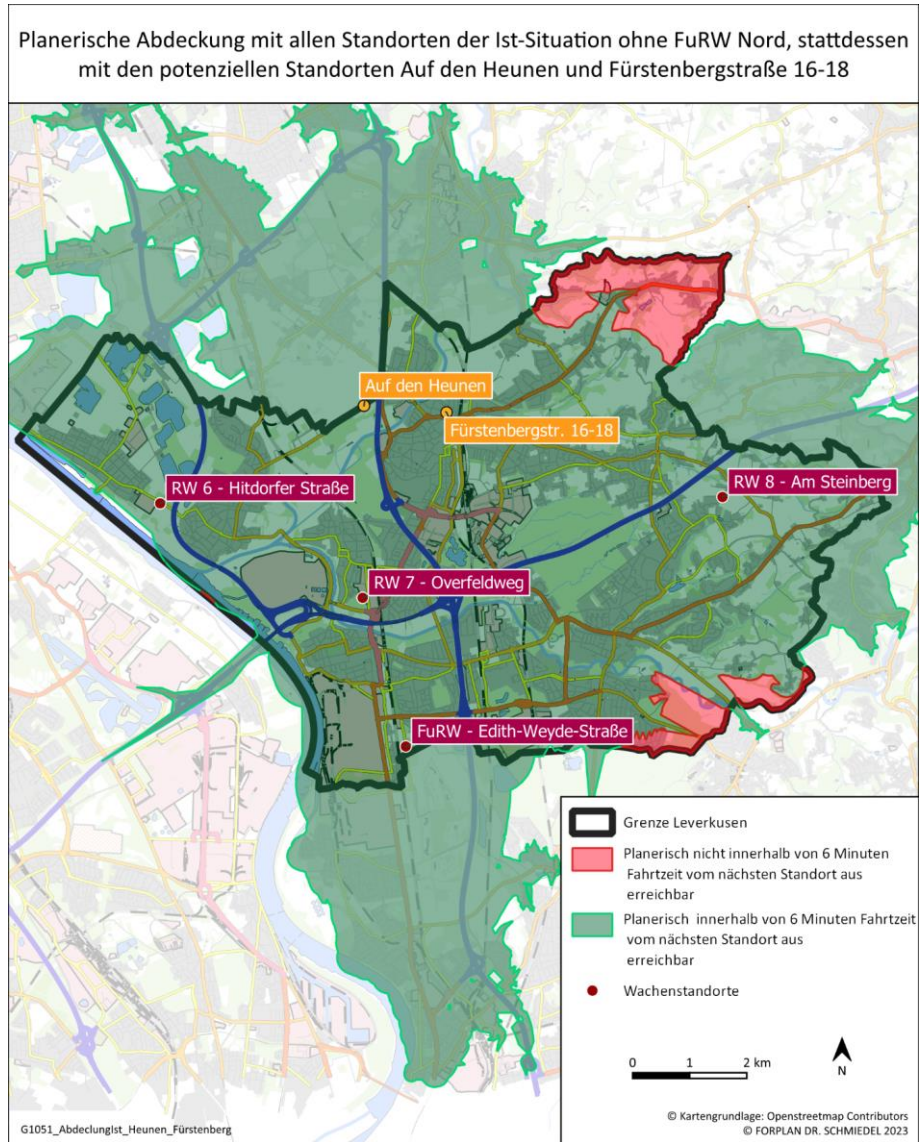 Planerische Abdeckung mit allen Standorten der Ist-Situation ohne FuRW Nord, stattdessen
mit den potenziellen Standorten Auf den Heunen und Fürstenbergstraße 16-18
Auf den Heunen
Fürstenbergstr. 16-18
RW 6 - Hitdorfer Straße
RW 8 - Am Steinberg
RW 7 - Overfeldweg
FuRW - Edith-Weyde-Straße
Grenze Leverkusen
Planerisch nicht innerhalb von 6 Minuten
Fahrtzeit vom nächsten Standort aus
erreichbar
Planerisch innerhalb von 6 Minuten Fahrtzeit
vom nächsten Standort aus
erreichbar
Wachenstandorte
0 1 2 km
N
G1051_AbdeclungIst_Heunen_Fürstenberg
© Kartengrundlage: Openstreetmap Contributors
© FORPLAN DR. SCHMIEDEL 2023